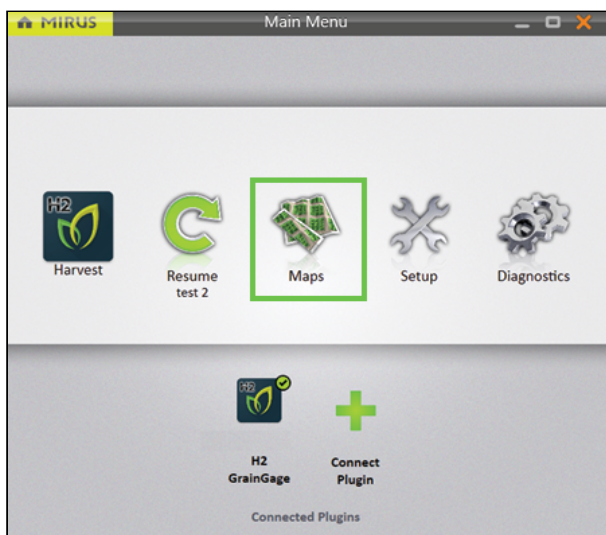 MIRUS
Main Menu
H2
Harvest
Resume
test 2
Maps
Setup
Diagnostics
H2
H2
GrainGage
Connect
Plugin
Connected Plugins